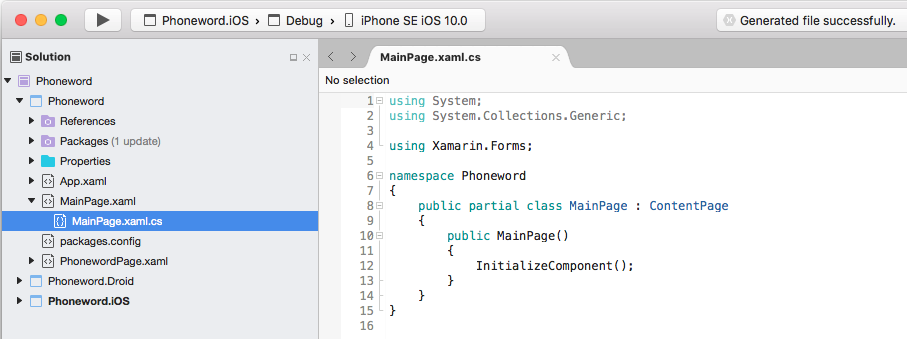 Phoneword.iOS > Debug > iPhone SE iOS 10.0
Generated file successfully.
Solution
MainPage.xaml.cs
No selection
Phoneword
Phoneword
References
Packages (1 update)
Properties
App.xaml
MainPage.xaml
MainPage.xaml.cs
packages.config
PhonewordPage.xaml
Phoneword.Droid
Phoneword.iOS
1 using System;
2 using System.Collections.Generic;
3
4 using Xamarin.Forms;
5
6 namespace Phoneword
7 {
8 public partial class MainPage : ContentPage
9 {
10 public MainPage()
11 {
12 InitializeComponent();
13 }
14 }
15 }
16